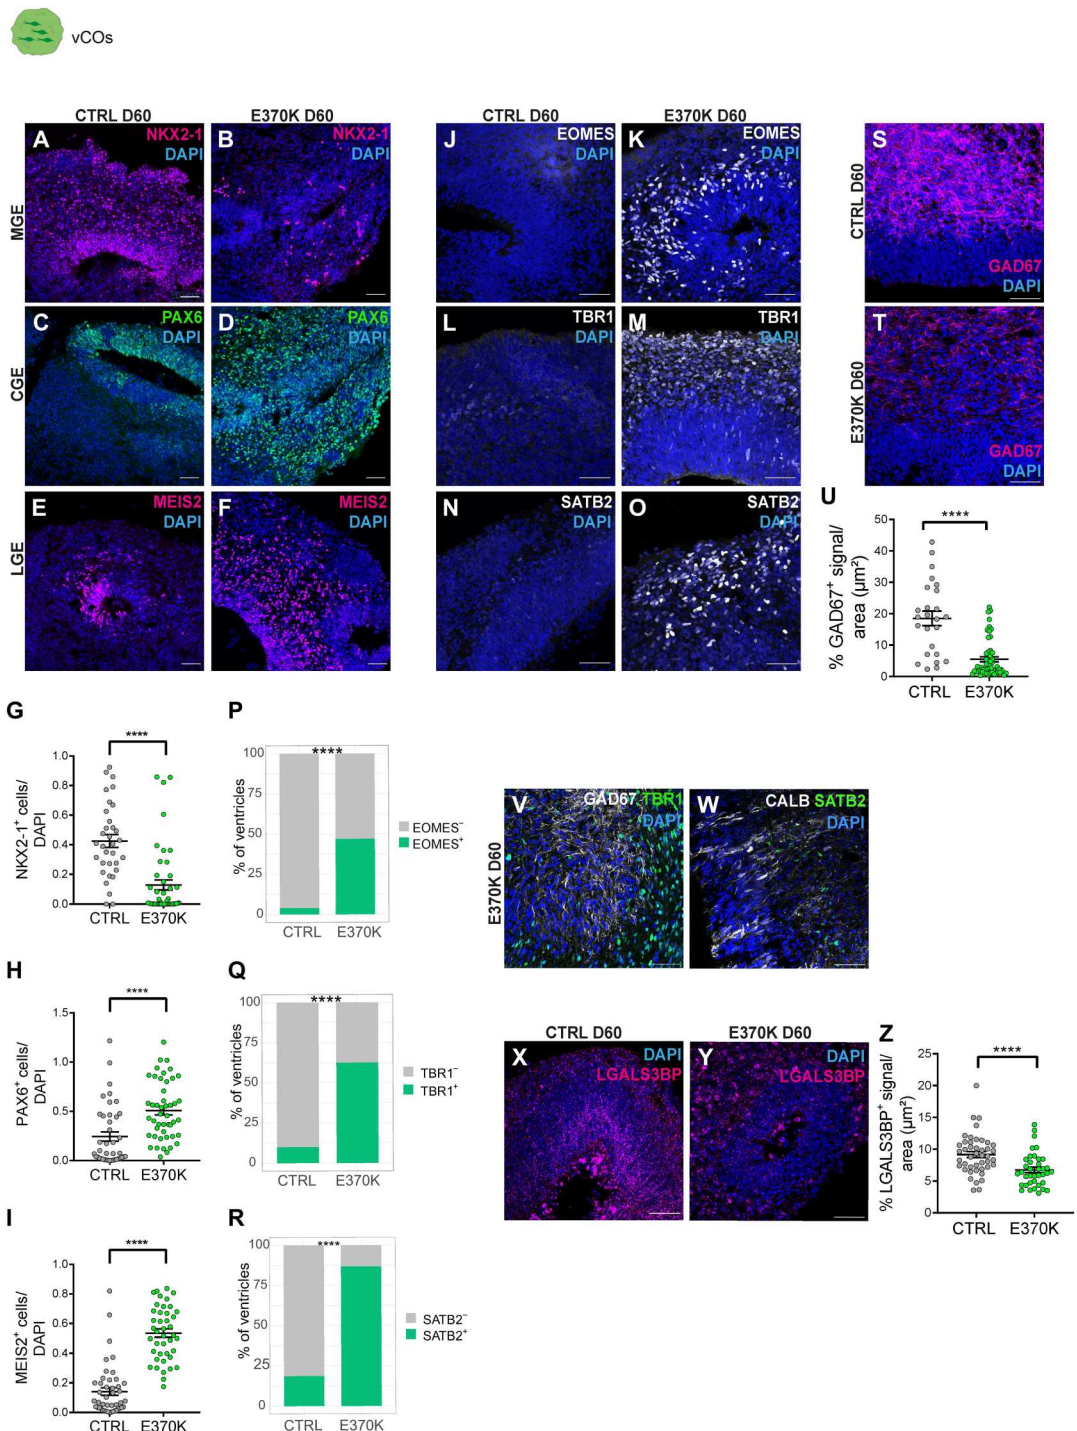 vCOs
CTRL D60
E370K D60
CTRL D60
E370K D60
A
NKX2-1
DAPI
B
NKX2-1
DAPI
MGE
C
PAX6
DAPI
D
PAX6
DAPI
CGE
E
MEIS2
DAPI
F
MEIS2
DAPI
LGE
J
EOMES
DAPI
K
EOMES
DAPI
L
TBR1
DAPI
M
TBR1
DAPI
N
SATB2
DAPI
O
SATB2
DAPI
S
CTRL D60
GAD67
DAPI
T
E370K D60
GAD67
DAPI
U
****
% GAD67⁺ signal/
area (µm²)
50
40
30
20
10
0
CTRL
E370K
G
****
NKX2-1⁺ cells/
DAPI
1.0
0.8
0.6
0.4
0.2
0.0
CTRL
E370K
P
****
% of ventricles
100
75
50
25
0
CTRL
E370K
EOMES⁻
EOMES⁺
H
****
PAX6⁺ cells/
DAPI
1.5
1.0
0.5
0.0
CTRL
E370K
Q
****
% of ventricles
100
75
50
25
0
CTRL
E370K
TBR1⁻
TBR1⁺
I
****
MEIS2⁺ cells/
DAPI
1.0
0.8
0.6
0.4
0.2
0.0
CTRL
E370K
R
****
% of ventricles
100
75
50
25
0
CTRL
E370K
SATB2⁻
SATB2⁺
E370K D60
V
GAD67 TBR1
DAPI
W
CALB SATB2
DAPI
CTRL D60
E370K D60
X
DAPI
LGALS3BP
Y
DAPI
LGALS3BP
Z
****
% LGALS3BP⁺ signal/
area (µm²)
25
20
15
10
5
0
CTRL
E370K